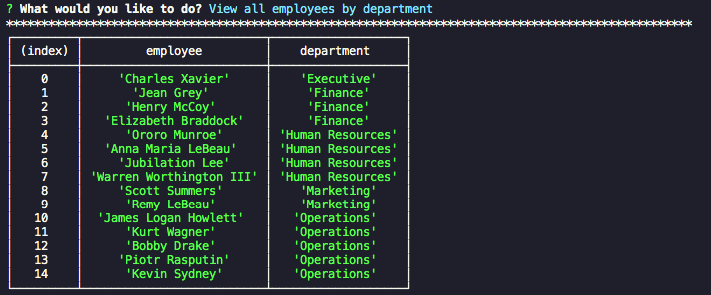 ? What would you like to do? View all employees by department
********************************************************************************************
(index) employee department
0 'Charles Xavier' 'Executive'
1 'Jean Grey' 'Finance'
2 'Henry McCoy' 'Finance'
3 'Elizabeth Braddock' 'Finance'
4 'Ororo Munroe' 'Human Resources'
5 'Anna Maria LeBeau' 'Human Resources'
6 'Jubilation Lee' 'Human Resources'
7 'Warren Worthington III' 'Human Resources'
8 'Scott Summers' 'Marketing'
9 'Remy LeBeau' 'Marketing'
10 'James Logan Howlett' 'Operations'
11 'Kurt Wagner' 'Operations'
12 'Bobby Drake' 'Operations'
13 'Piotr Rasputin' 'Operations'
14 'Kevin Sydney' 'Operations'